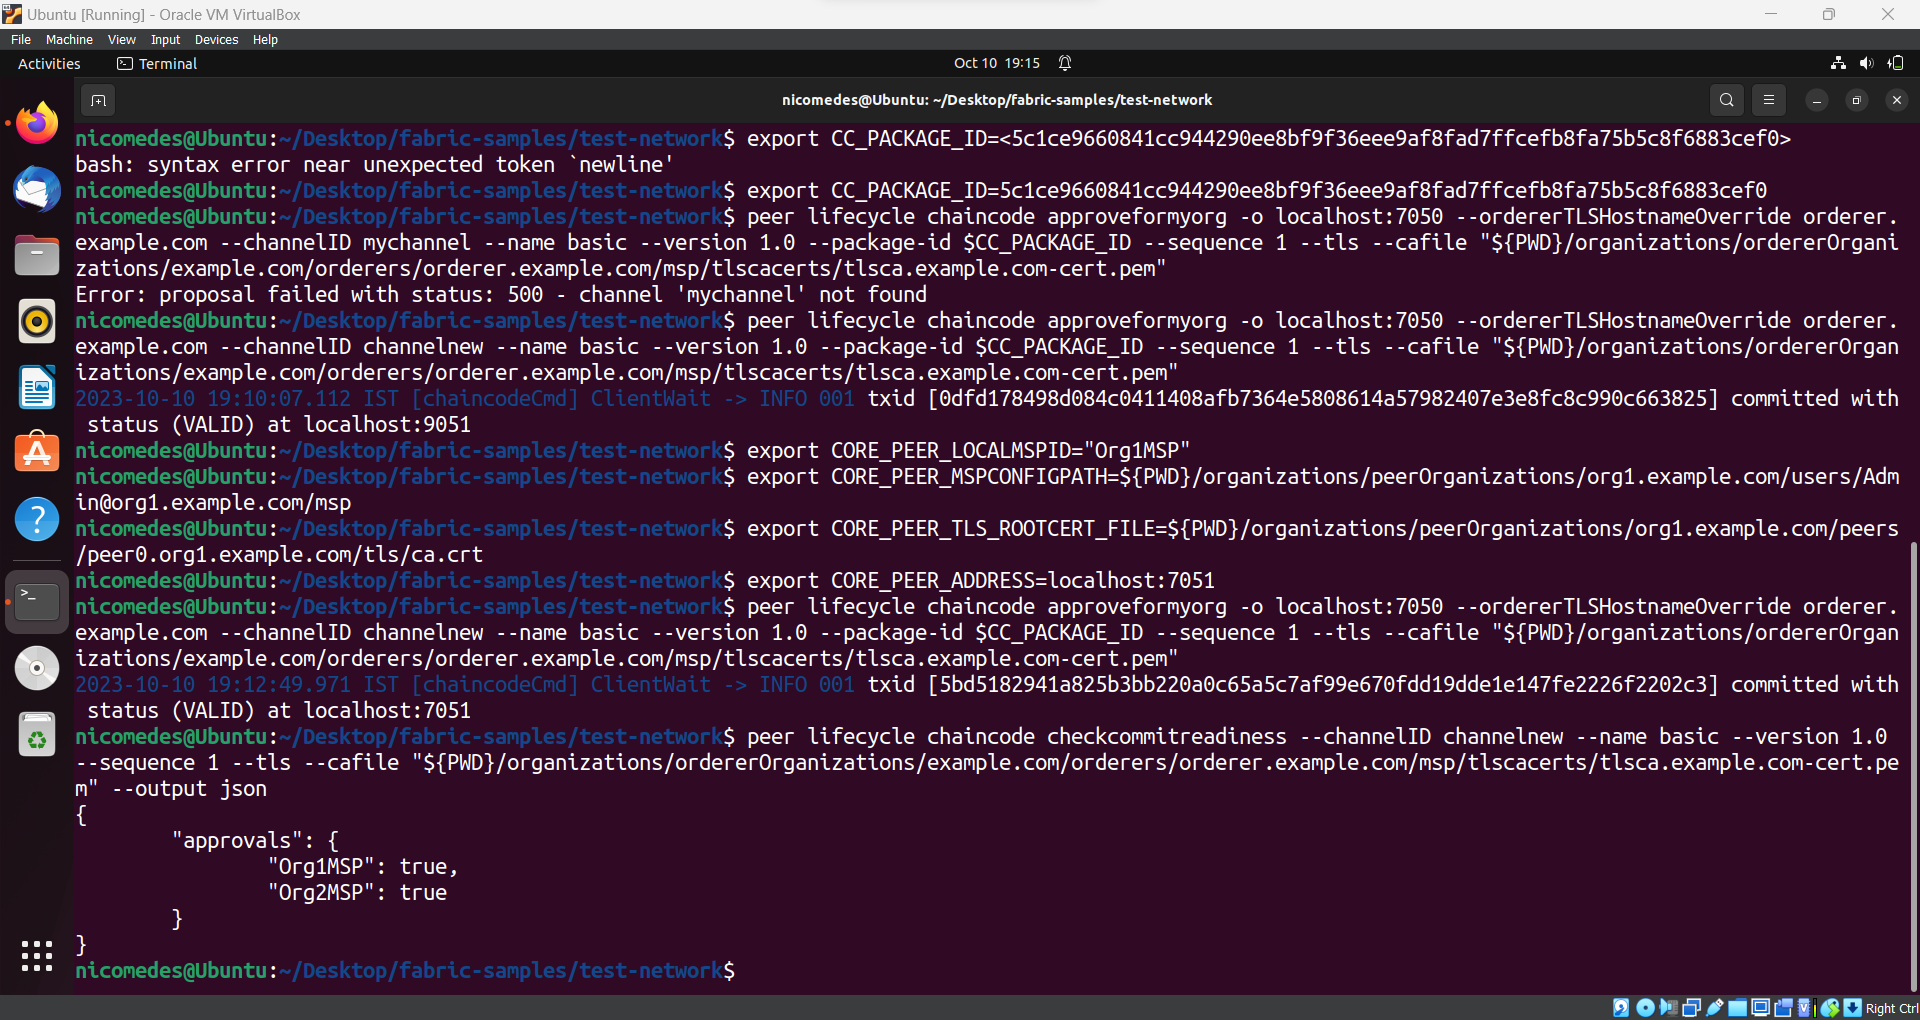 Ubuntu [Running] - Oracle VM VirtualBox
File Machine View Input Devices Help
Activities Terminal Oct 10 19:15
nicomedes@Ubuntu: ~/Desktop/fabric-samples/test-network
nicomedes@Ubuntu:~/Desktop/fabric-samples/test-network$ export CC_PACKAGE_ID=<5c1ce9660841cc944290ee8bf9f36eee9af8fad7ffcefb8fa75b5c8f6883cef0>
bash: syntax error near unexpected token `newline'
nicomedes@Ubuntu:~/Desktop/fabric-samples/test-network$ export CC_PACKAGE_ID=5c1ce9660841cc944290ee8bf9f36eee9af8fad7ffcefb8fa75b5c8f6883cef0
nicomedes@Ubuntu:~/Desktop/fabric-samples/test-network$ peer lifecycle chaincode approveformyorg -o localhost:7050 --ordererTLSHostnameOverride orderer.
example.com --channelID mychannel --name basic --version 1.0 --package-id $CC_PACKAGE_ID --sequence 1 --tls --cafile "${PWD}/organizations/ordererOrgani
zations/example.com/orderers/orderer.example.com/msp/tlscacerts/tlsca.example.com-cert.pem"
Error: proposal failed with status: 500 - channel 'mychannel' not found
nicomedes@Ubuntu:~/Desktop/fabric-samples/test-network$ peer lifecycle chaincode approveformyorg -o localhost:7050 --ordererTLSHostnameOverride orderer.
example.com --channelID channelnew --name basic --version 1.0 --package-id $CC_PACKAGE_ID --sequence 1 --tls --cafile "${PWD}/organizations/ordererOrgan
izations/example.com/orderers/orderer.example.com/msp/tlscacerts/tlsca.example.com-cert.pem"
2023-10-10 19:10:07.112 IST [chaincodeCmd] ClientWait -> INFO 001 txid [0dfd178498d084c0411408afb7364e5808614a57982407e3e8fc8c990c663825] committed with
status (VALID) at localhost:9051
nicomedes@Ubuntu:~/Desktop/fabric-samples/test-network$ export CORE_PEER_LOCALMSPID="Org1MSP"
nicomedes@Ubuntu:~/Desktop/fabric-samples/test-network$ export CORE_PEER_MSPCONFIGPATH=${PWD}/organizations/peerOrganizations/org1.example.com/users/Adm
in@org1.example.com/msp
nicomedes@Ubuntu:~/Desktop/fabric-samples/test-network$ export CORE_PEER_TLS_ROOTCERT_FILE=${PWD}/organizations/peerOrganizations/org1.example.com/peers
/peer0.org1.example.com/tls/ca.crt
nicomedes@Ubuntu:~/Desktop/fabric-samples/test-network$ export CORE_PEER_ADDRESS=localhost:7051
nicomedes@Ubuntu:~/Desktop/fabric-samples/test-network$ peer lifecycle chaincode approveformyorg -o localhost:7050 --ordererTLSHostnameOverride orderer.
example.com --channelID channelnew --name basic --version 1.0 --package-id $CC_PACKAGE_ID --sequence 1 --tls --cafile "${PWD}/organizations/ordererOrgan
izations/example.com/orderers/orderer.example.com/msp/tlscacerts/tlsca.example.com-cert.pem"
2023-10-10 19:12:49.971 IST [chaincodeCmd] ClientWait -> INFO 001 txid [5bd5182941a825b3bb220a0c65a5c7af99e670fdd19dde1e147fe2226f2202c3] committed with
status (VALID) at localhost:7051
nicomedes@Ubuntu:~/Desktop/fabric-samples/test-network$ peer lifecycle chaincode checkcommitreadiness --channelID channelnew --name basic --version 1.0
--sequence 1 --tls --cafile "${PWD}/organizations/ordererOrganizations/example.com/orderers/orderer.example.com/msp/tlscacerts/tlsca.example.com-cert.pe
m" --output json
{
"approvals": {
"Org1MSP": true,
"Org2MSP": true
}
}
nicomedes@Ubuntu:~/Desktop/fabric-samples/test-network$
Right Ctrl